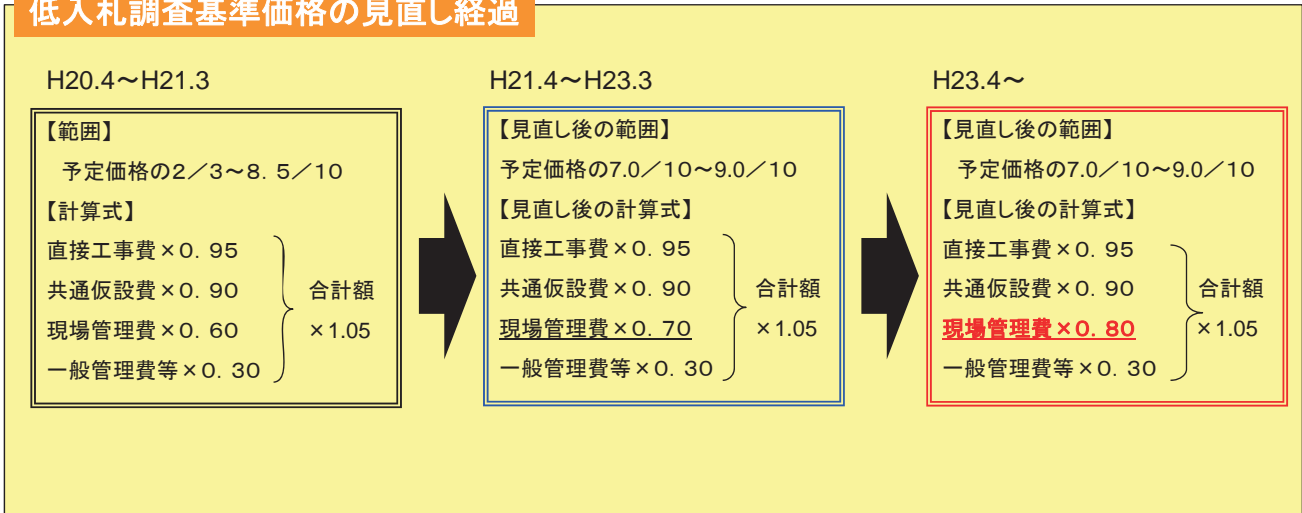 低入札調査基準価格の見直し経過
H20.4～H21.3
【範囲】
予定価格の2／3～8．5／10
【計算式】
直接工事費×0．95
共通仮設費×0．90
現場管理費×0．60
一般管理費等×0．30
合計額
×1.05
H21.4～H23.3
【見直し後の範囲】
予定価格の7.0／10～9.0／10
【見直し後の計算式】
直接工事費×0．95
共通仮設費×0．90
現場管理費×0．70
一般管理費等×0．30
合計額
×1.05
H23.4～
【見直し後の範囲】
予定価格の7.0／10～9.0／10
【見直し後の計算式】
直接工事費×0．95
共通仮設費×0．90
現場管理費×0．80
一般管理費等×0．30
合計額
×1.05